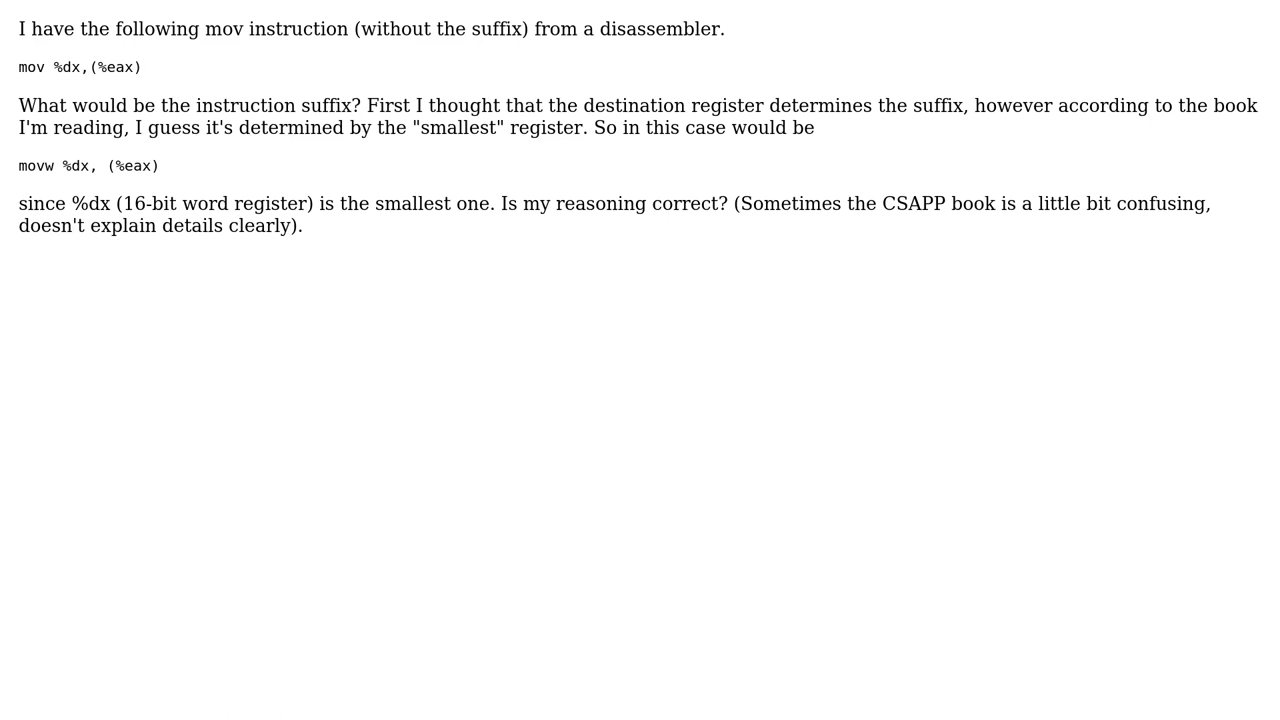 I have the following mov instruction (without the suffix) from a disassembler.
mov %dx,(%eax)
What would be the instruction suffix? First I thought that the destination register determines the suffix, however according to the book
I'm reading, I guess it's determined by the "smallest" register. So in this case would be
movw %dx, (%eax)
since %dx (16-bit word register) is the smallest one. Is my reasoning correct? (Sometimes the CSAPP book is a little bit confusing,
doesn't explain details clearly).